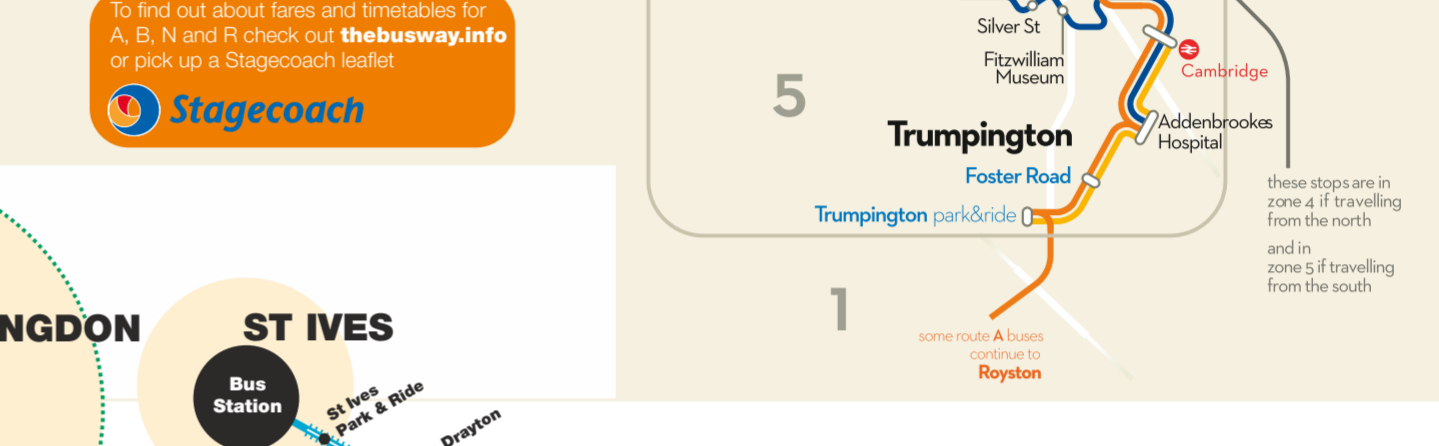 To find out about fares and timetables for
A, B, N and R check out thebusway.info
or pick up a Stagecoach leaflet
Stagecoach
Silver St
Fitzwilliam
Museum
Cambridge
5
Addenbrookes
Hospital
Trumpington
Foster Road
Trumpington park&ride
these stops are in
zone 4 if travelling
from the north
and in
zone 5 if travelling
from the south
1
some route A buses
continue to
Royston
NGDON
ST IVES
Bus
Station
St Ives
Park & Ride
Drayton